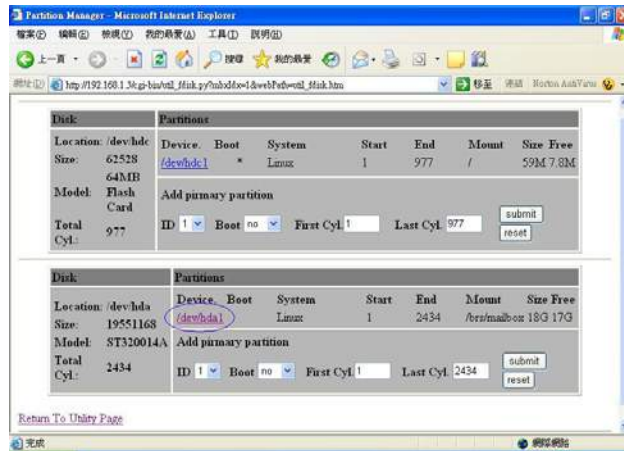 Partition Manager - Microsoft Internet Explorer
檔案(F) 編輯(E) 檢視(V) 我的最愛(A) 工具(T) 說明(H)
上一頁 搜尋 我的最愛
網址(D) http://192.168.1.3/cgi-bin/util_fdisk.py?mbxIdx=1&webPath=util_fdisk.htm 移至 連結 Norton AntiVirus
Disk Partitions
Location: /dev/hdc Device. Boot System Start End Mount Size Free
Size: 62528 /dev/hdc1 * Linux 1 977 / 59M 7.8M
64MB
Model: Flash Card Add pirmary partition
Total Cyl.: 977 ID 1 Boot no First Cyl. 1 Last Cyl. 977 submit
reset
Disk Partitions
Location: /dev/hda Device. Boot System Start End Mount Size Free
Size: 19551168 /dev/hda1 Linux 1 2434 /brs/mailbox 18G 17G
Model: ST320014A Add pirmary partition
Total Cyl.: 2434 ID 1 Boot no First Cyl. 1 Last Cyl. 2434 submit
reset
Return To Utility Page
完成 網際網路